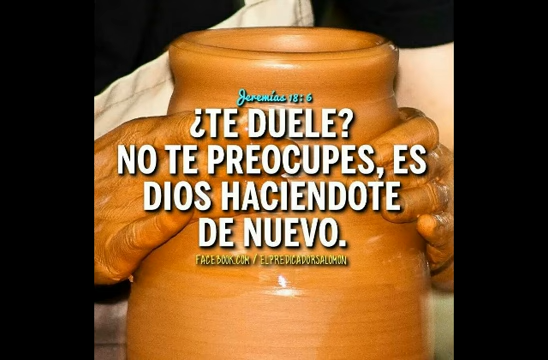 Jeremías 18:6
¿TE DUELE?
NO TE PREOCUPES, ES
DIOS HACIENDOTE
DE NUEVO.
FACEBOOK.COM / ELPREDICADORSALOMON